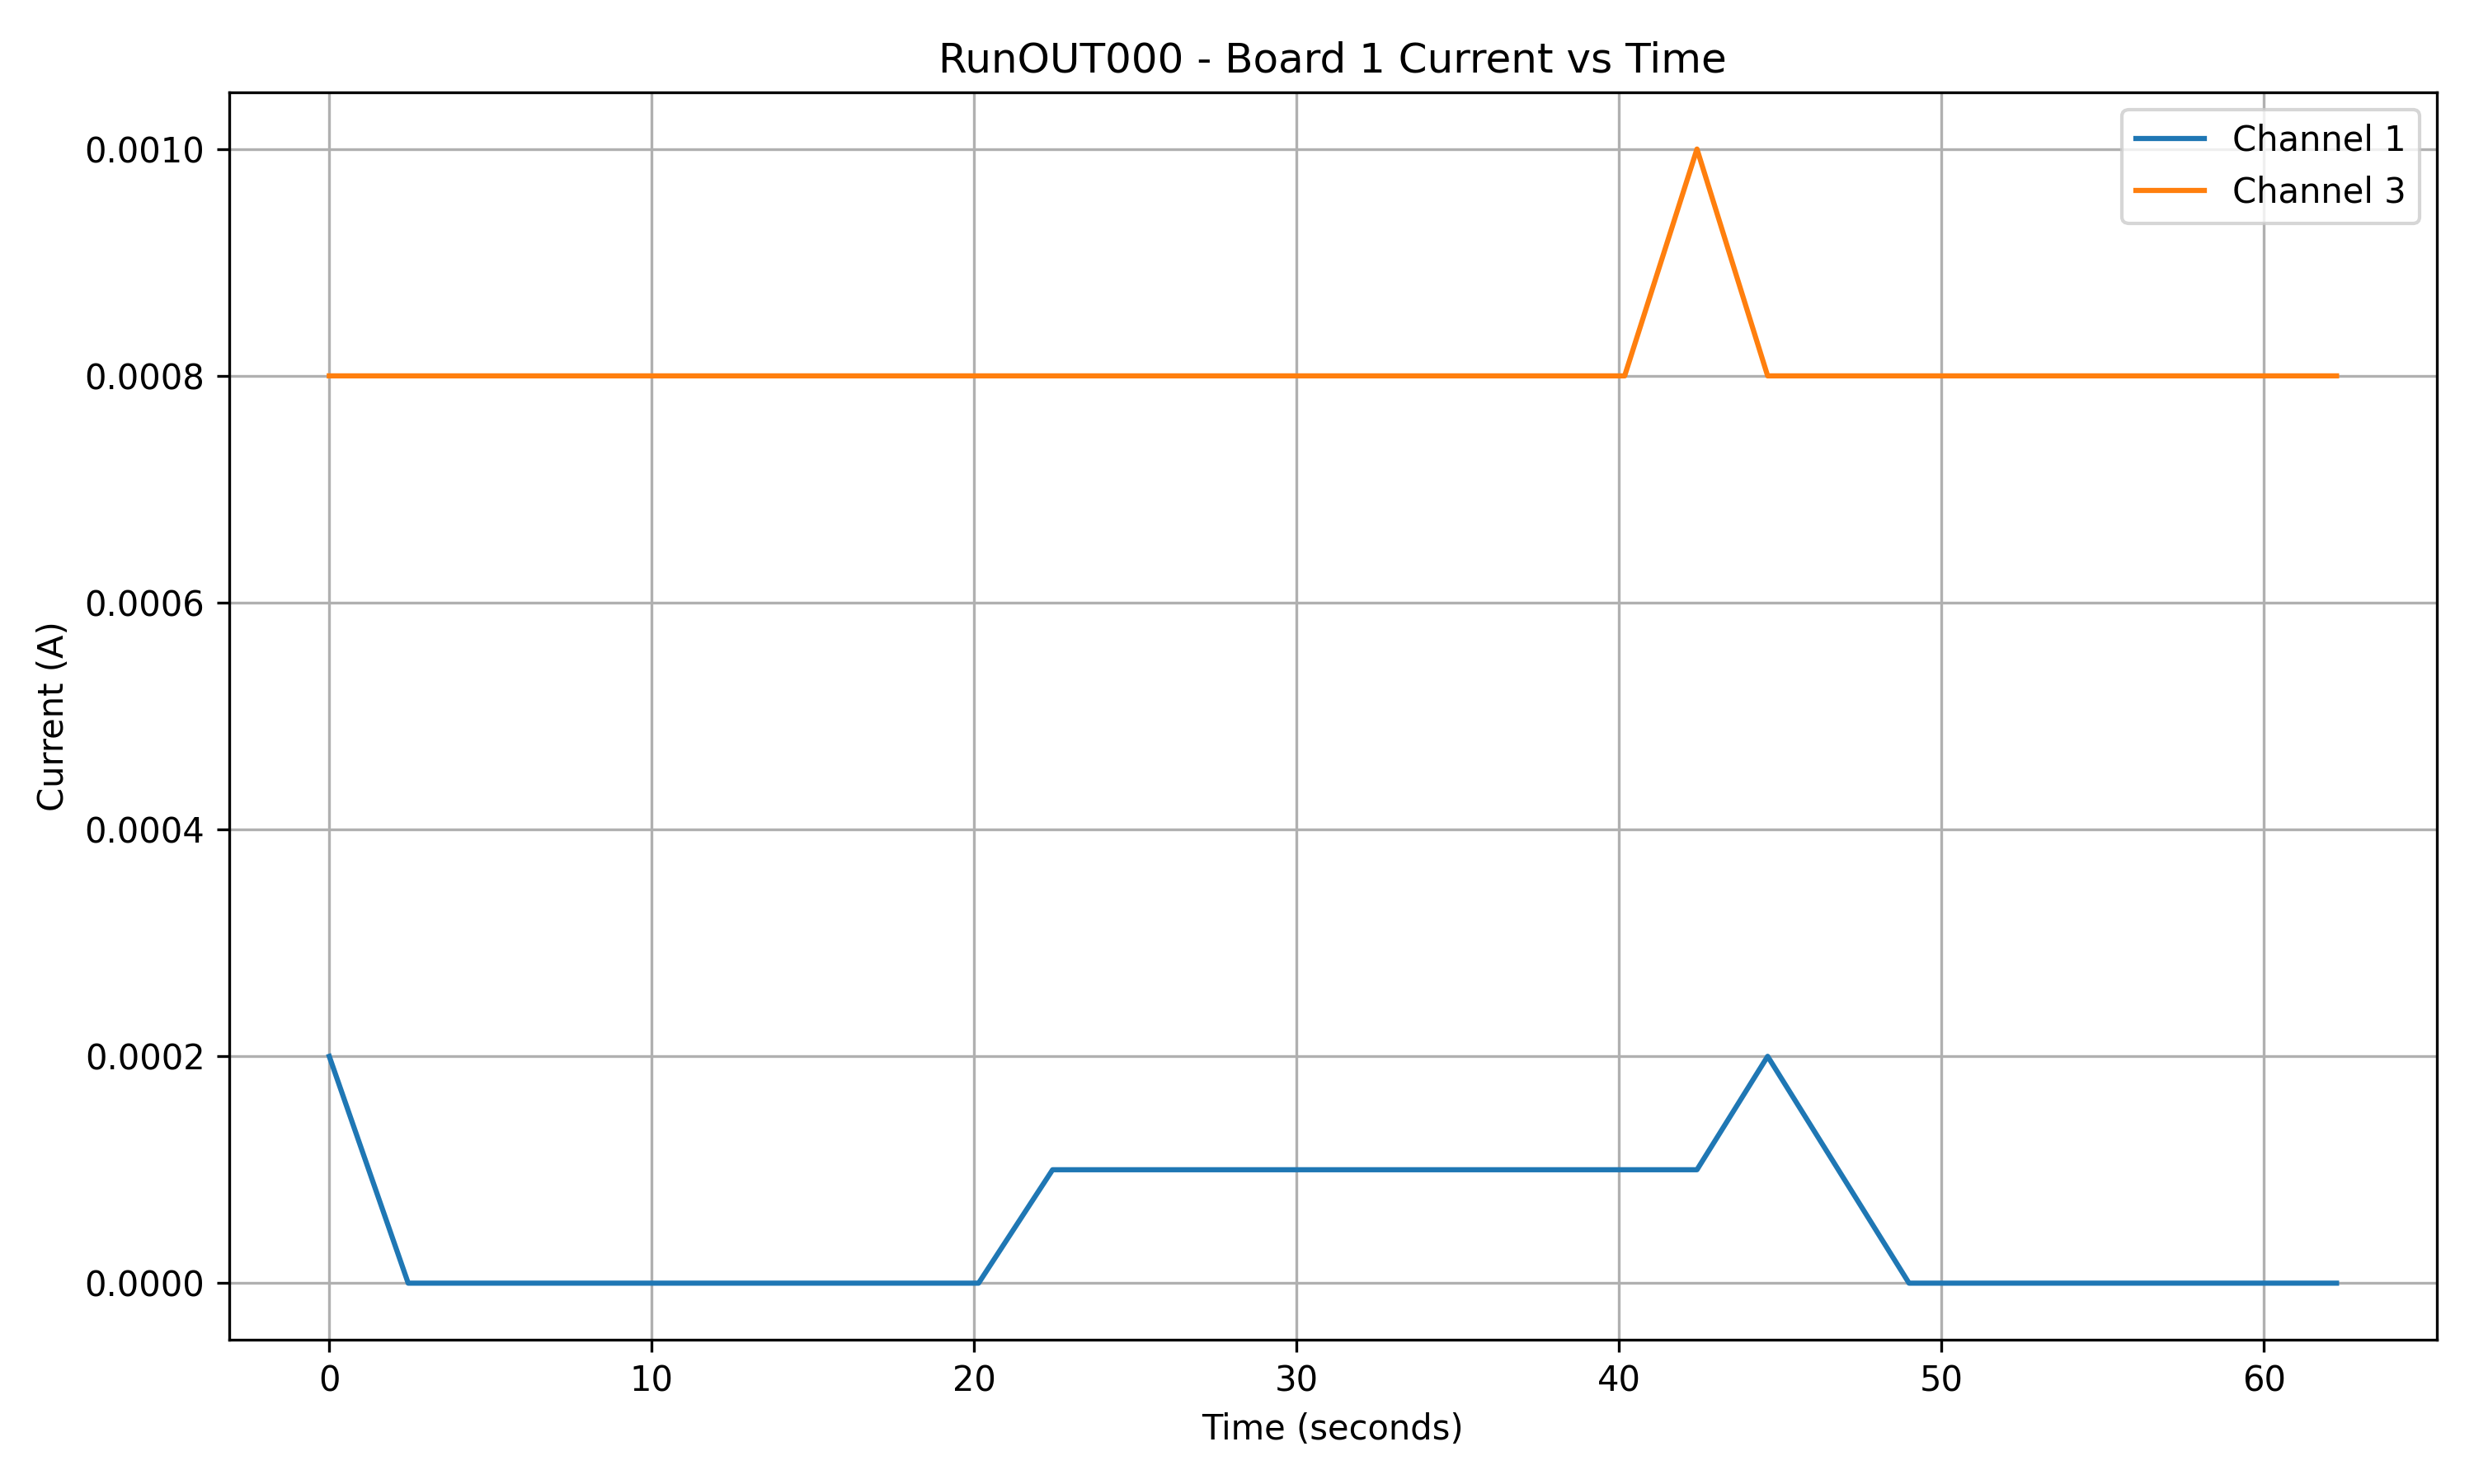 RunOUT000 - Board 1 Current vs Time
Channel 1
Channel 3
Current (A)
0.0010
0.0008
0.0006
0.0004
0.0002
0.0000
0 10 20 30 40 50 60
Time (seconds)